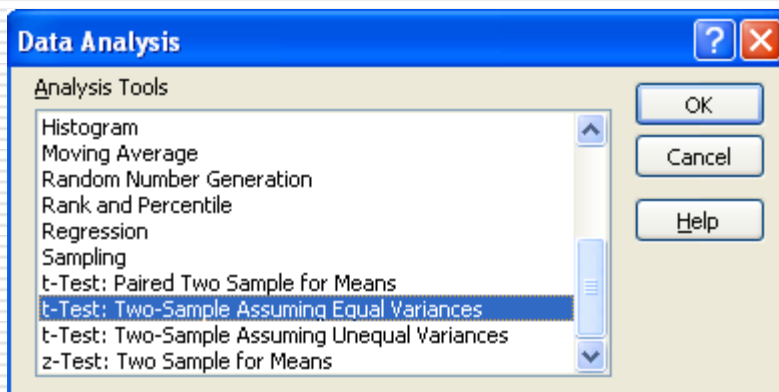 Data Analysis
Analysis Tools
Histogram
Moving Average
Random Number Generation
Rank and Percentile
Regression
Sampling
t-Test: Paired Two Sample for Means
t-Test: Two-Sample Assuming Equal Variances
t-Test: Two-Sample Assuming Unequal Variances
z-Test: Two Sample for Means
OK
Cancel
Help